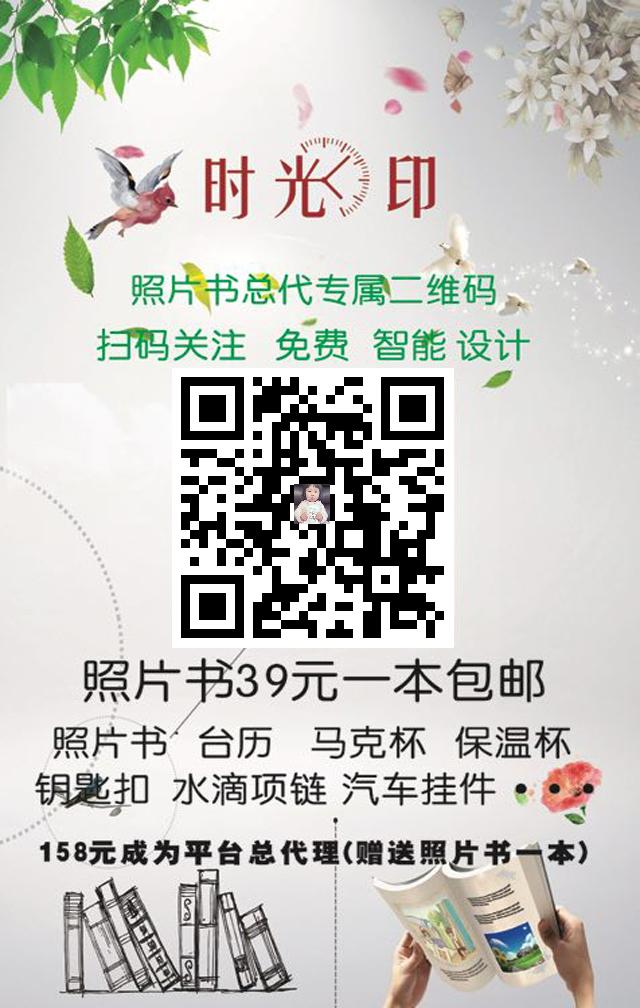 时光印
照片书总代专属二维码
扫码关注 免费 智能 设计
照片书39元一本包邮
照片书 台历 马克杯 保温杯
钥匙扣 水滴项链 汽车挂件
158元成为平台总代理(赠送照片书一本)